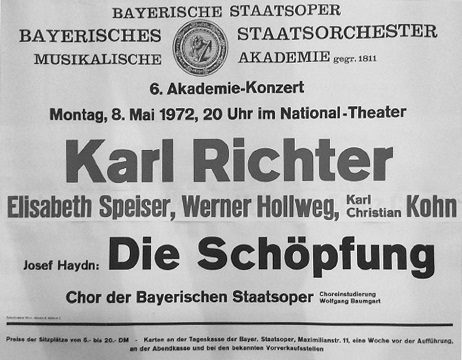 BAYERISCHE STAATSOPER
BAYERISCHES STAATSORCHESTER
MUSIKALISCHE AKADEMIE gegr. 1811
6. Akademie-Konzert
Montag, 8. Mai 1972, 20 Uhr im National-Theater
Karl Richter
Elisabeth Speiser, Werner Hollweg, Karl Christian Kohn
Josef Haydn: Die Schöpfung
Chor der Bayerischen Staatsoper Choreinstudierung Wolfgang Baumgart
Preise der Sitzplätze von 5.- bis 20.- DM - Karten an der Tageskasse der Bayer. Staatsoper, Maximilianstr. 11, eine Woche vor der Aufführung,
an der Abendkasse und bei den bekannten Vorverkaufsstellen